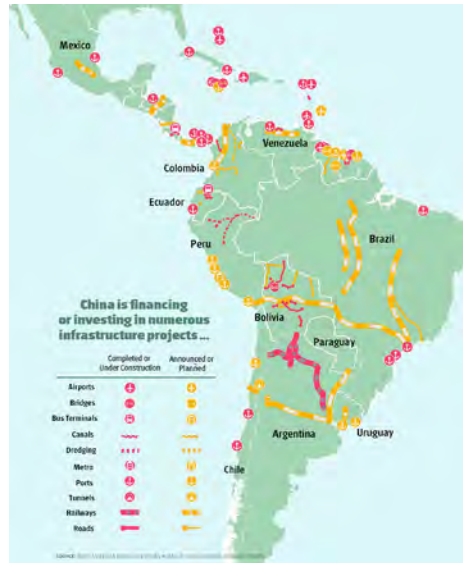 Mexico
Venezuela
Colombia
Ecuador
Peru
Brazil
China is financing
or investing in numerous
infrastructure projects ...
Bolivia
Paraguay
Completed or
Under Construction
Announced or
Planned
Airports
Bridges
Bus Terminals
Canals
Dredging
Metro
Ports
Tunnels
Railways
Roads
Argentina
Uruguay
Chile